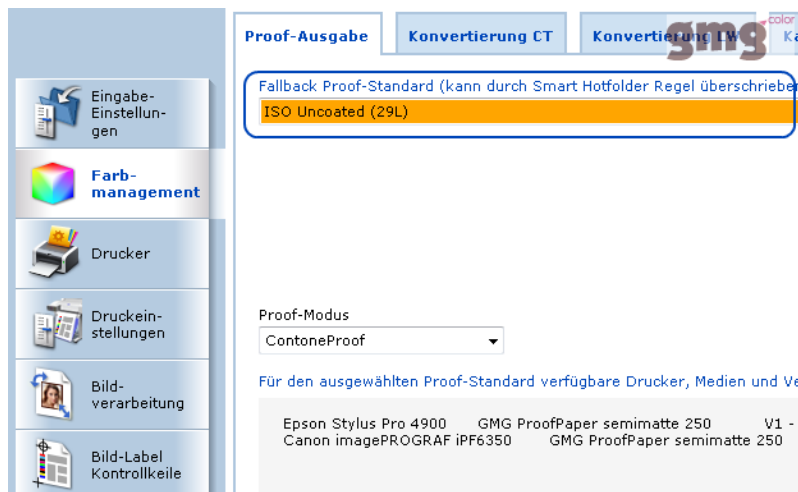 Proof-Ausgabe
Konvertierung CT
Konvertierung LW
gmg color
Fallback Proof-Standard (kann durch Smart Hotfolder Regel überschrieben
ISO Uncoated (29L)
Eingabe-
Einstellun-
gen
Farb-
management
Drucker
Druckein-
stellungen
Bild-
verarbeitung
Bild-Label
Kontrollkeile
Proof-Modus
ContoneProof
Für den ausgewählten Proof-Standard verfügbare Drucker, Medien und Ve
Epson Stylus Pro 4900 GMG ProofPaper semimatte 250 V1 -
Canon imagePROGRAF iPF6350 GMG ProofPaper semimatte 250